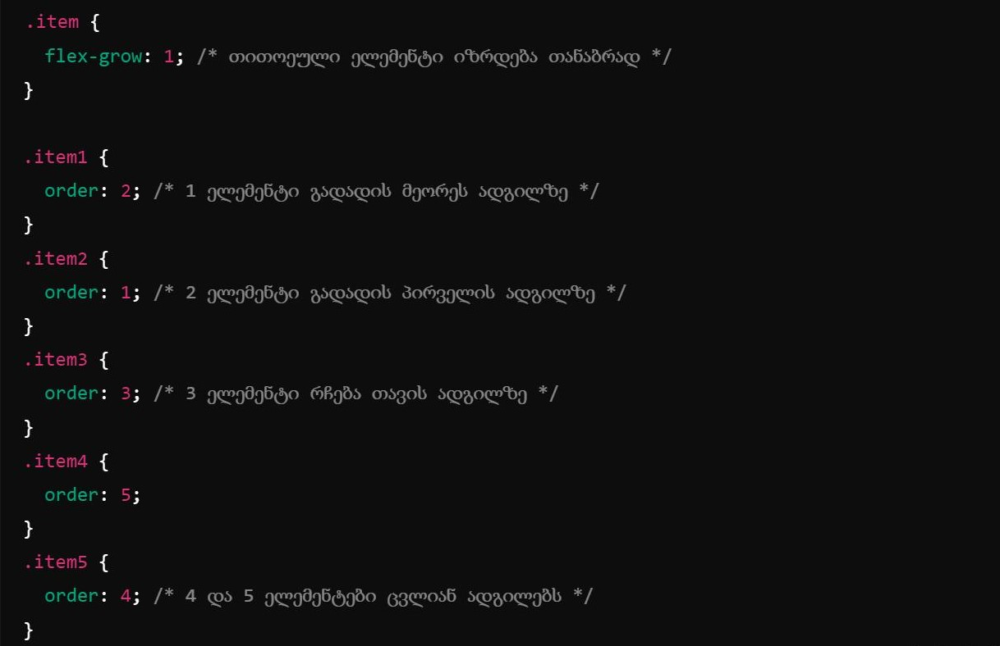 .item {
  flex-grow: 1; /* თითოეული ელემენტი იზრდება თანაბრად */
}

.item1 {
  order: 2; /* 1 ელემენტი გადადის მეორეს ადგილზე */
}
.item2 {
  order: 1; /* 2 ელემენტი გადადის პირველის ადგილზე */
}
.item3 {
  order: 3; /* 3 ელემენტი რჩება თავის ადგილზე */
}
.item4 {
  order: 5;
}
.item5 {
  order: 4; /* 4 და 5 ელემენტები ცვლიან ადგილებს */
}